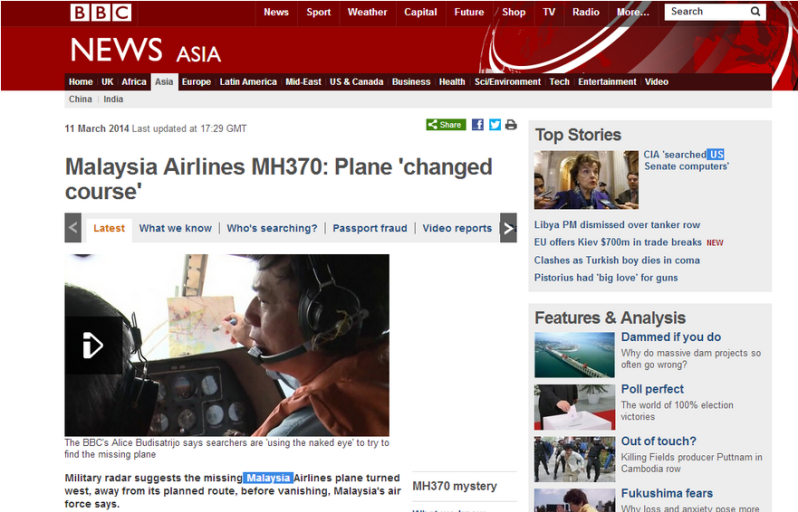 BBC
News Sport Weather Capital Future Shop TV Radio More... Search
NEWS ASIA
Home UK Africa Asia Europe Latin America Mid-East US & Canada Business Health Sci/Environment Tech Entertainment Video
China India
11 March 2014 Last updated at 17:29 GMT
Share
Malaysia Airlines MH370: Plane 'changed
course'
Latest What we know Who's searching? Passport fraud Video reports
The BBC's Alice Budisatrijo says searchers are 'using the naked eye' to try to
find the missing plane
Military radar suggests the missing Malaysia Airlines plane turned
west, away from its planned route, before vanishing, Malaysia's air
force says.
MH370 mystery
Top Stories
CIA 'searched US
Senate computers'
Libya PM dismissed over tanker row
EU offers Kiev $700m in trade breaks NEW
Clashes as Turkish boy dies in coma
Pistorius had 'big love' for guns
Features & Analysis
Dammed if you do
Why do massive dam projects so
often go wrong?
Poll perfect
The world of 100% election
victories
Out of touch?
Killing Fields producer Puttnam in
Cambodia row
Fukushima fears
Why loss and anxiety pose more